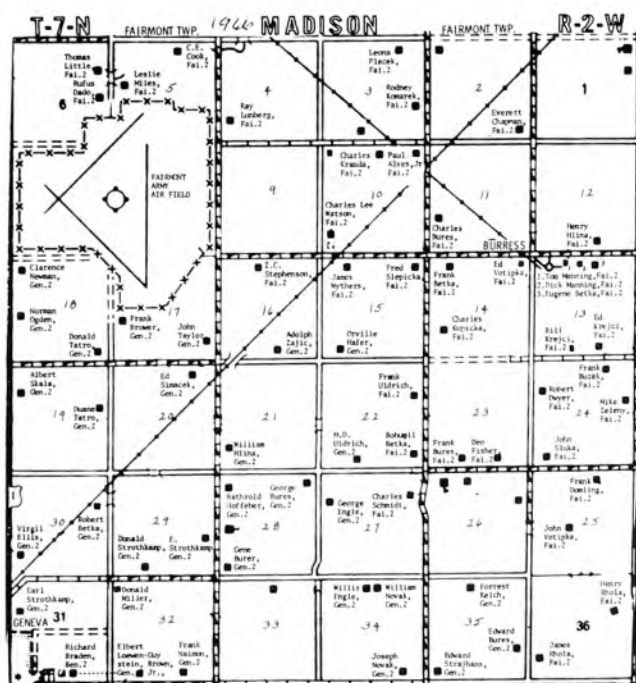 T-7-N
FAIRMONT TWP.
1966
MADISON
FAIRMONT TWP.
R-2-W
Thomas
Little,
Fai.2
Rufus
Dado,
Fai.2
6
Leslie
Miles,
Fai.2
5
C.E.
Cook,
Fai.2
4
Ray
Lumberg,
Fai.2
Leona
Placek,
Fai.2
3
Rodney
Komarek,
Fai.2
2
Everett
Chapman,
Fai.2
1
FAIRMONT
ARMY
AIR FIELD
9
Charles
Kranda,
Fai.2
Paul
Alves, Jr.
Fai.2
10
Charles Lee
Watson,
Fai.2
11
Charles
Bures,
Fai.2
BURRESS
12
Henry
Hlina,
Fai.2
Clarence
Newman,
Gen.2
18
Norman
Ogden,
Gen.2
Donald
Tatro,
Gen.2
17
Frank
Brower,
Gen.2
John
Taylor,
Gen.2
Z.C.
Stephenson,
Fai.2
16
Adolph
Zajic,
Gen.2
James
Wythers,
Fai.2
Fred
Slepicka,
Fai.2
15
Orville
Hafer,
Gen.2
Frank
Betka,
Fai.2
Ed
Votipka,
Fai.2
14
Charles
Kupicka,
Fai.2
1.Tom Manning,Fai.2
2.Dick Manning,Fai.2
3.Eugene Betka,Fai.2
13
Bill
Krejci,
Fai.2
Ed
Krejci,
Fai.2
Albert
Skala,
Gen.2
19
Duane
Tatro,
Gen.2
Ed
Simacek,
Gen.2
20
21
William
Hlina,
Gen.2
Frank
Uldrich,
Fai.2
22
H.D.
Uldrich,
Gen.2
Bohumil
Betka,
Fai.2
23
Frank
Bures,
Fai.2
Deo
Fisher,
Fai.2
Frank
Buzek,
Fai.2
Robert
Dwyer,
Fai.2
24
Mike
Zeleny,
Fai.2
John
Sluka,
Fai.2
30
Virgil
Ellis,
Gen.2
Robert
Betka,
Gen.2
29
Donald
Strothkamp,
Gen.2
E.
Strothkamp,
Gen.2
Hoffeber,
Gen.2
George
Bures,
Gen.2
28
Gene
Gen.2
George
Engle,
Gen.2
Charles
Schmidt,
Fai.2
27
26
Frank
Fai.2
25
John
Votipka,
Fai.2
Earl
Strothkamp,
Gen.2
GENEVA
31
Richard
Braden,
Donald
Miller,
Gen.2
32
Elbert
Guy
Brown,
Jr.,
Gen.2
Frank
Naimon,
Gen.2
33
Willis
Engle,
Gen.2
William
Novak,
Gen.2
34
Joseph
Novak,
Gen.2
Forrest
Keich,
Gen.2
35
Edward
Bures,
Gen.2
Edward
Gen.2
Henry
Rhola,
Fai.2
36
James
Rhola,
Fai.2